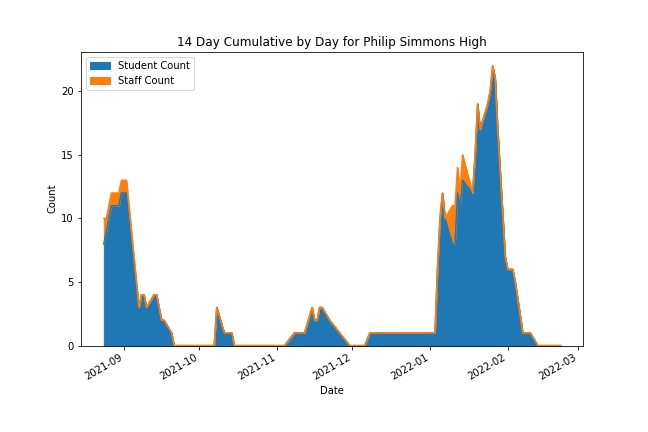 14 Day Cumulative by Day for Philip Simmons High
Student Count
Staff Count
20
15
10
5
0
Count
2021-09
2021-10
2021-11
2021-12
2022-01
2022-02
2022-03
Date